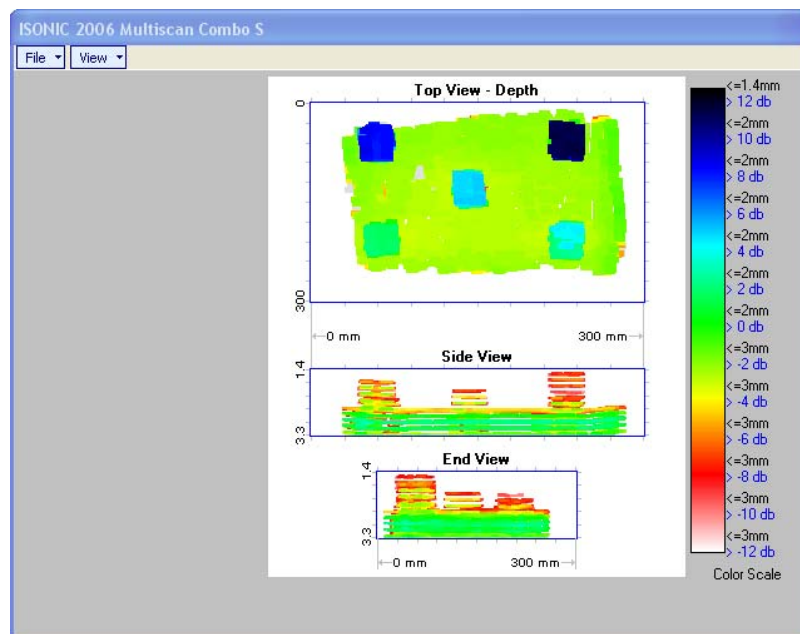 ISONIC 2006 Multiscan Combo S
File View
Top View - Depth
0
300
0 mm 300 mm
Side View
1.4
3.3
End View
1.4
3.3
0 mm 300 mm
<=1.4mm
> 12 db
<=2mm
> 10 db
<=2mm
> 8 db
<=2mm
> 6 db
<=2mm
> 4 db
<=2mm
> 2 db
<=2mm
> 0 db
<=3mm
> -2 db
<=3mm
> -4 db
<=3mm
> -6 db
<=3mm
> -8 db
<=3mm
> -10 db
<=3mm
> -12 db
Color Scale